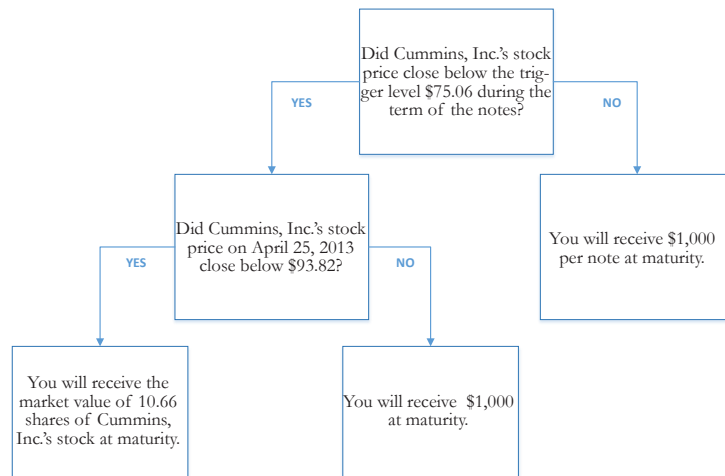 Did Cummins, Inc.'s stock
price close below the trig-
ger level $75.06 during the
term of the notes?
YES
NO
Did Cummins, Inc.'s stock
price on April 25, 2013
close below $93.82?
You will receive $1,000
per note at maturity.
YES
NO
You will receive the
market value of 10.66
shares of Cummins,
Inc.'s stock at maturity.
You will receive $1,000
at maturity.